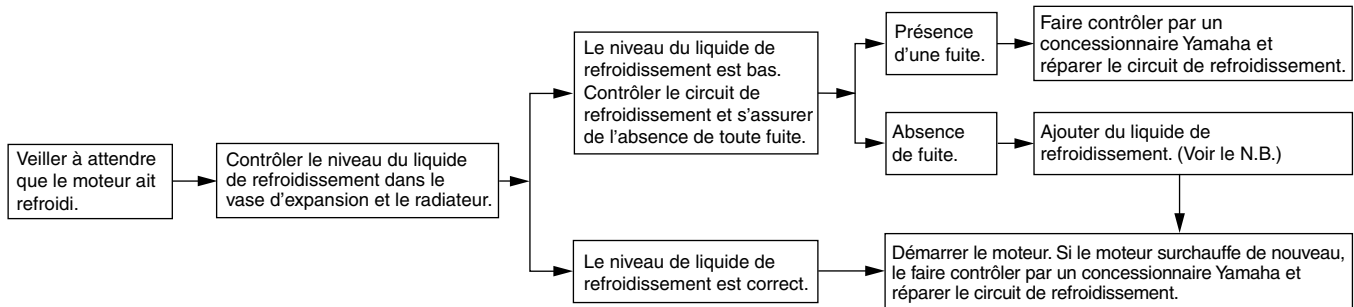 Veiller à attendre
que le moteur ait
refroidi.
Contrôler le niveau du liquide
de refroidissement dans le
vase d'expansion et le radiateur.
Le niveau du liquide de
refroidissement est bas.
Contrôler le circuit de
refroidissement et s'assurer
de l'absence de toute fuite.
Présence
d'une fuite.
Faire contrôler par un
concessionnaire Yamaha et
réparer le circuit de refroidissement.
Absence
de fuite.
Ajouter du liquide de
refroidissement. (Voir le N.B.)
Le niveau de liquide de
refroidissement est correct.
Démarrer le moteur. Si le moteur surchauffe de nouveau,
le faire contrôler par un concessionnaire Yamaha et
réparer le circuit de refroidissement.